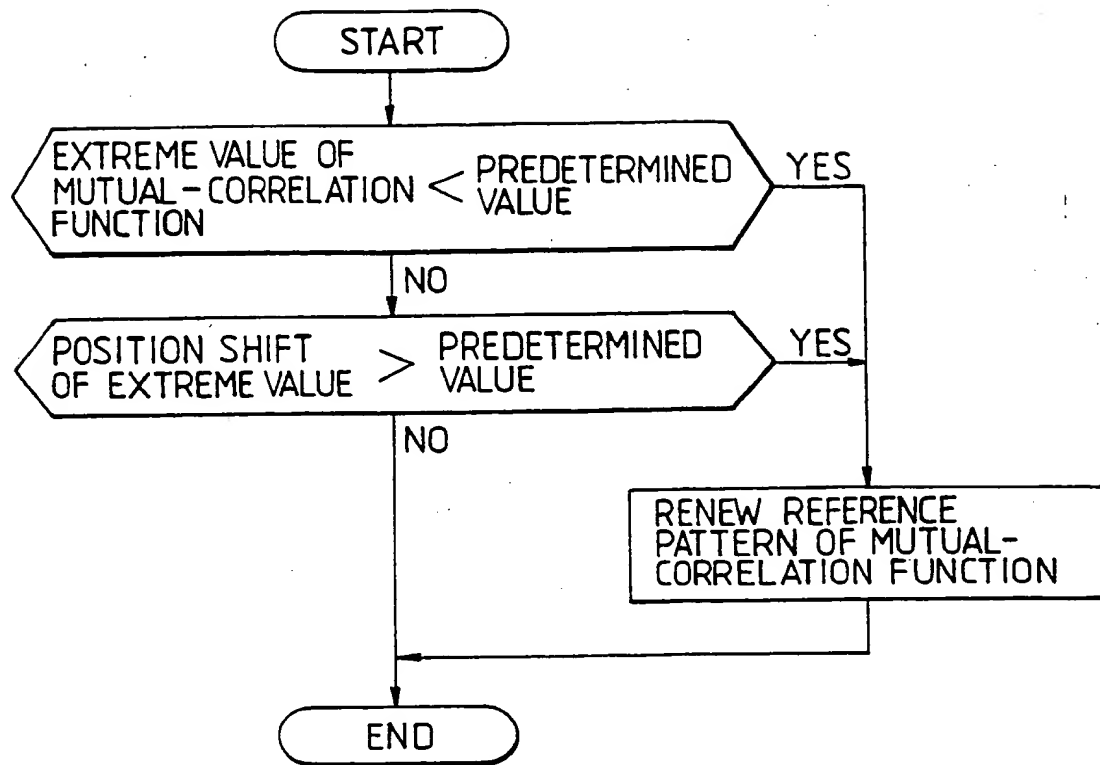 START
EXTREME VALUE OF
MUTUAL-CORRELATION
FUNCTION
<
PREDETERMINED
VALUE
YES
NO
POSITION SHIFT
OF EXTREME VALUE
>
PREDETERMINED
VALUE
YES
NO
RENEW REFERENCE
PATTERN OF MUTUAL-
CORRELATION FUNCTION
END